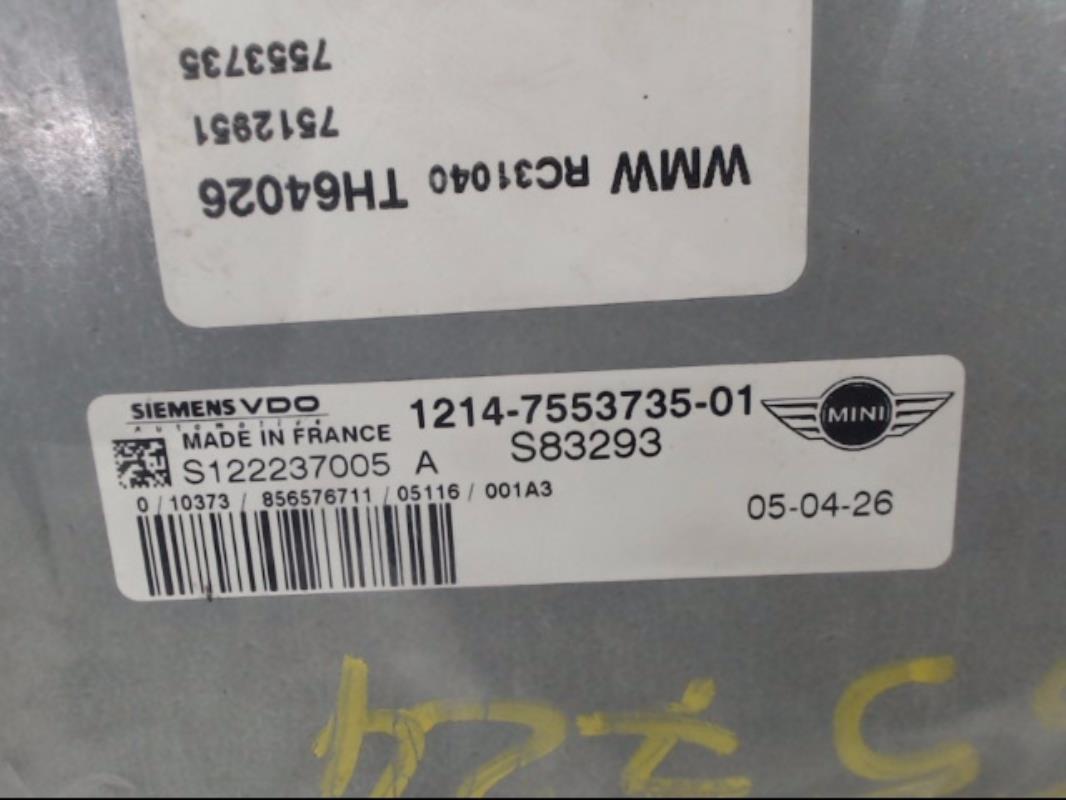 WMW RC31040 TH64026
7512951
7553735
SIEMENS VDO
Automotive
MADE IN FRANCE
1214-7553735-01
MINI
S122237005 A
S83293
0/10373/856576711/05116/001A3
05-04-26